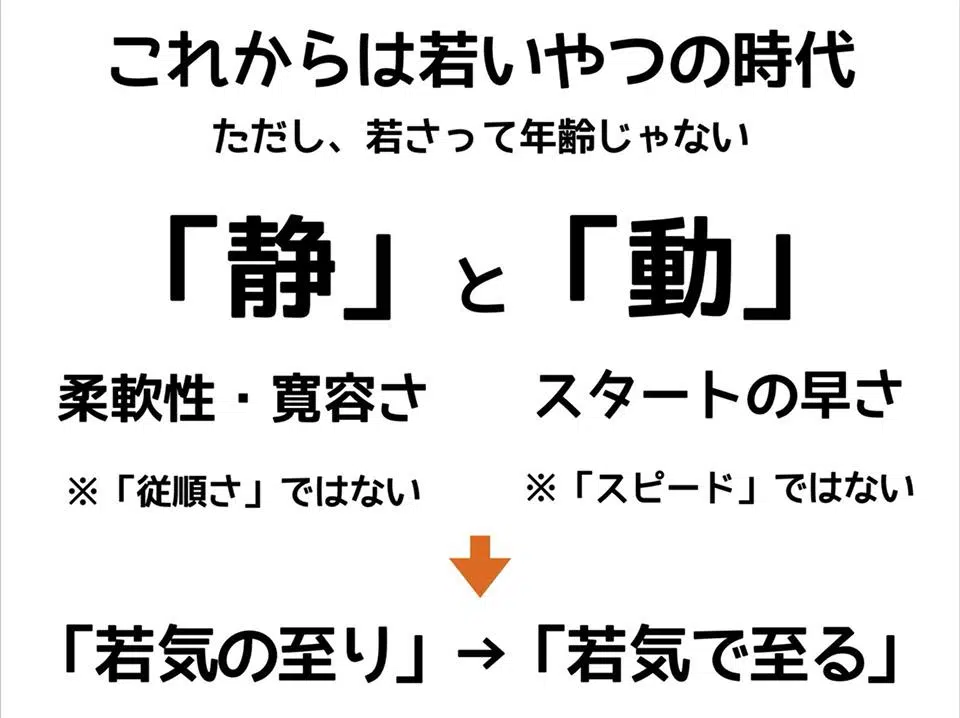 これからは若いやつの時代
ただし、若さって年齢じゃない
「静」と「動」
柔軟性・寛容さ
スタートの早さ
※「従順さ」ではない
※「スピード」ではない
「若気の至り」→「若気で至る」